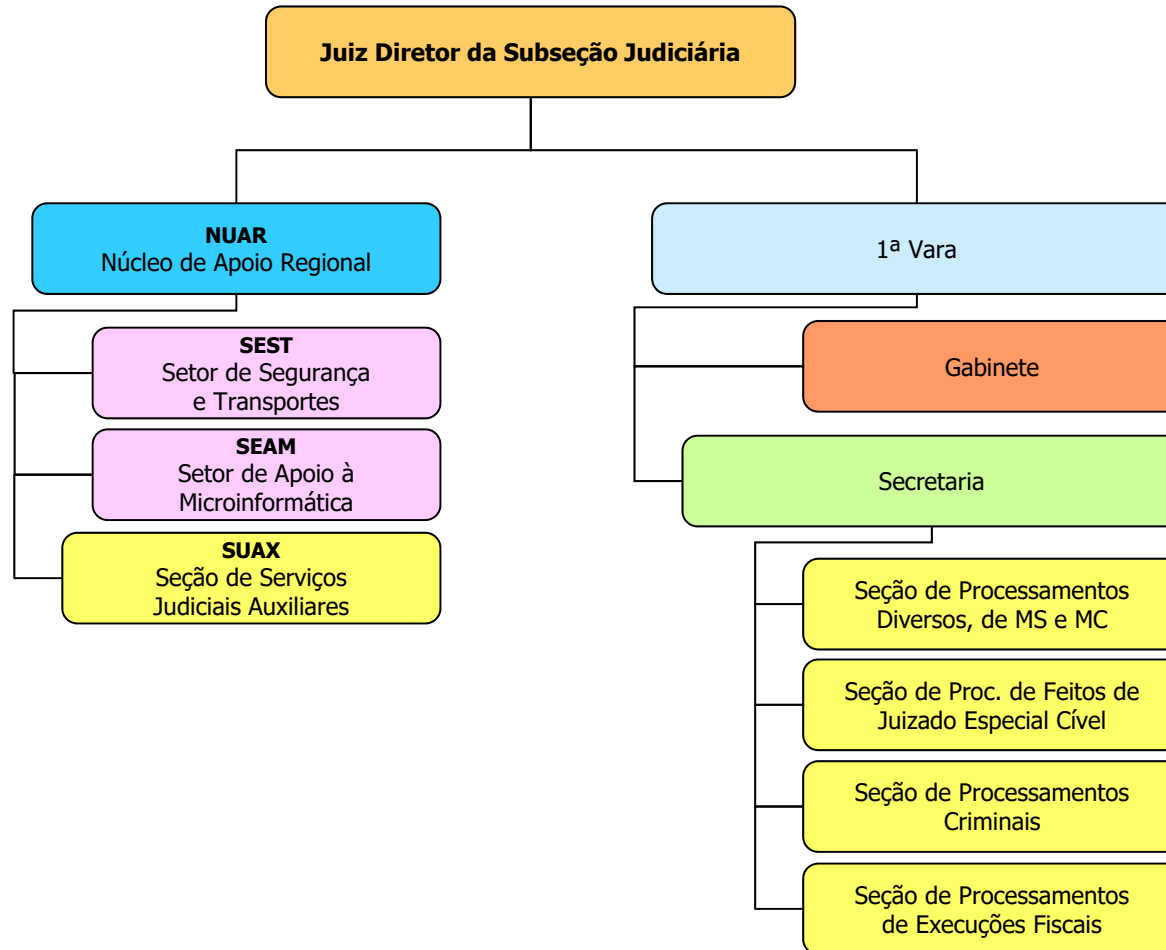 Juiz Diretor da Subseção Judiciária
NUAR
Núcleo de Apoio Regional
SEST
Setor de Segurança
e Transportes
SEAM
Setor de Apoio à
Microinformática
SUAX
Seção de Serviços
Judiciais Auxiliares
1ª Vara
Gabinete
Secretaria
Seção de Processamentos
Diversos, de MS e MC
Seção de Proc. de Feitos de
Juizado Especial Cível
Seção de Processamentos
Criminais
Seção de Processamentos
de Execuções Fiscais